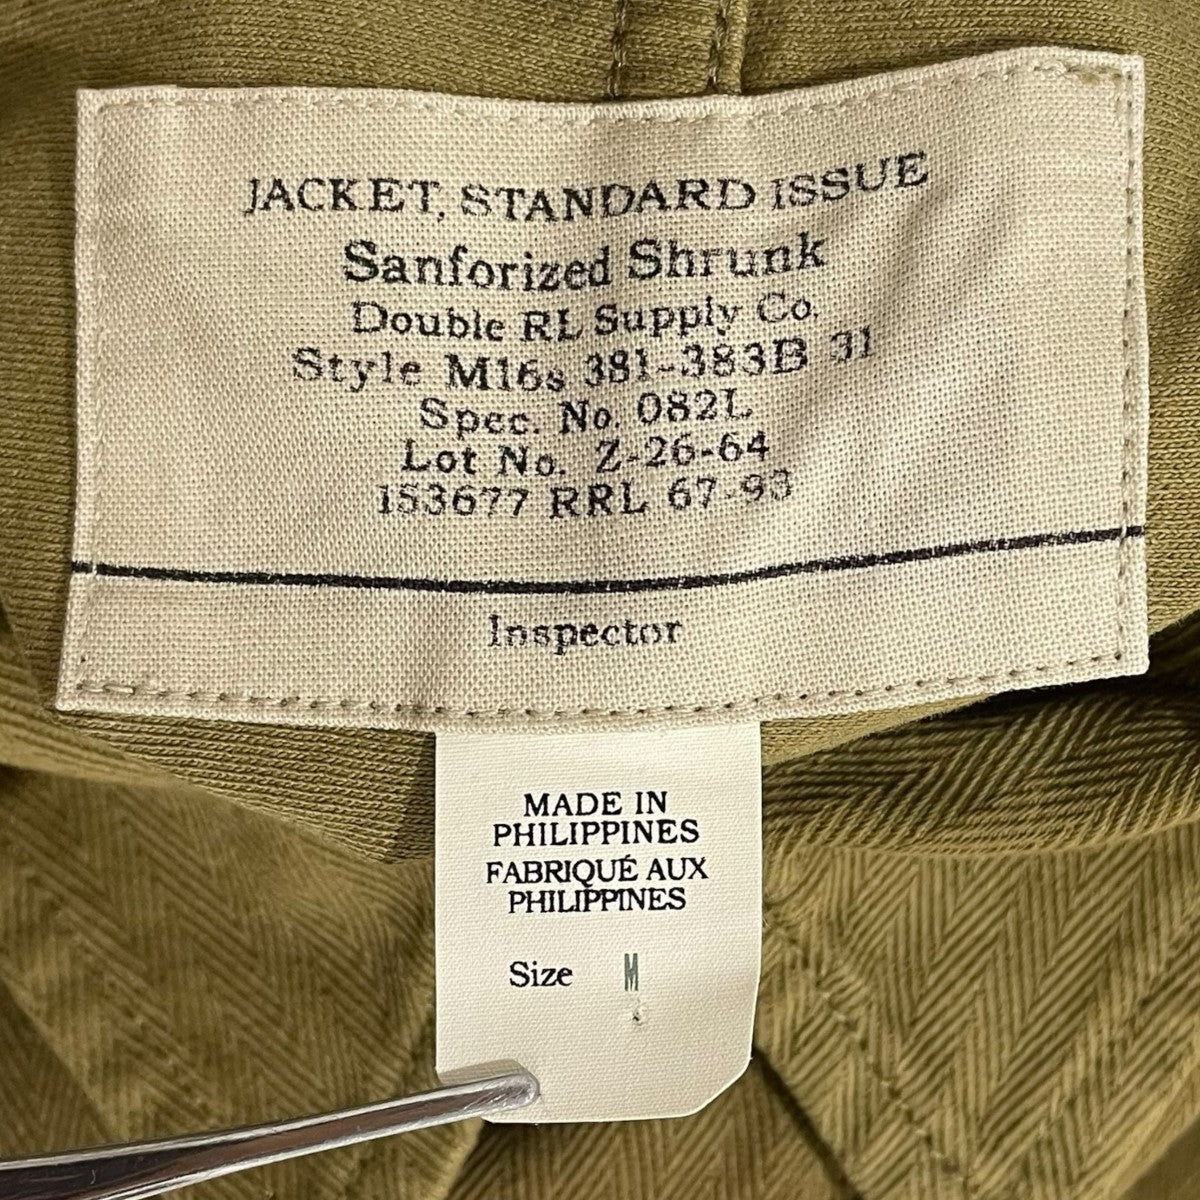 JACKET, STANDARD ISSUE
Sanforized Shrunk
Double RL Supply Co.
Style M16s 381-383B 31
Spec. No. 082L
Lot No. Z-26-64
153677 RRL 67-93
Inspector
MADE IN
PHILIPPINES
FABRIQUÉ AUX
PHILIPPINES
Size M